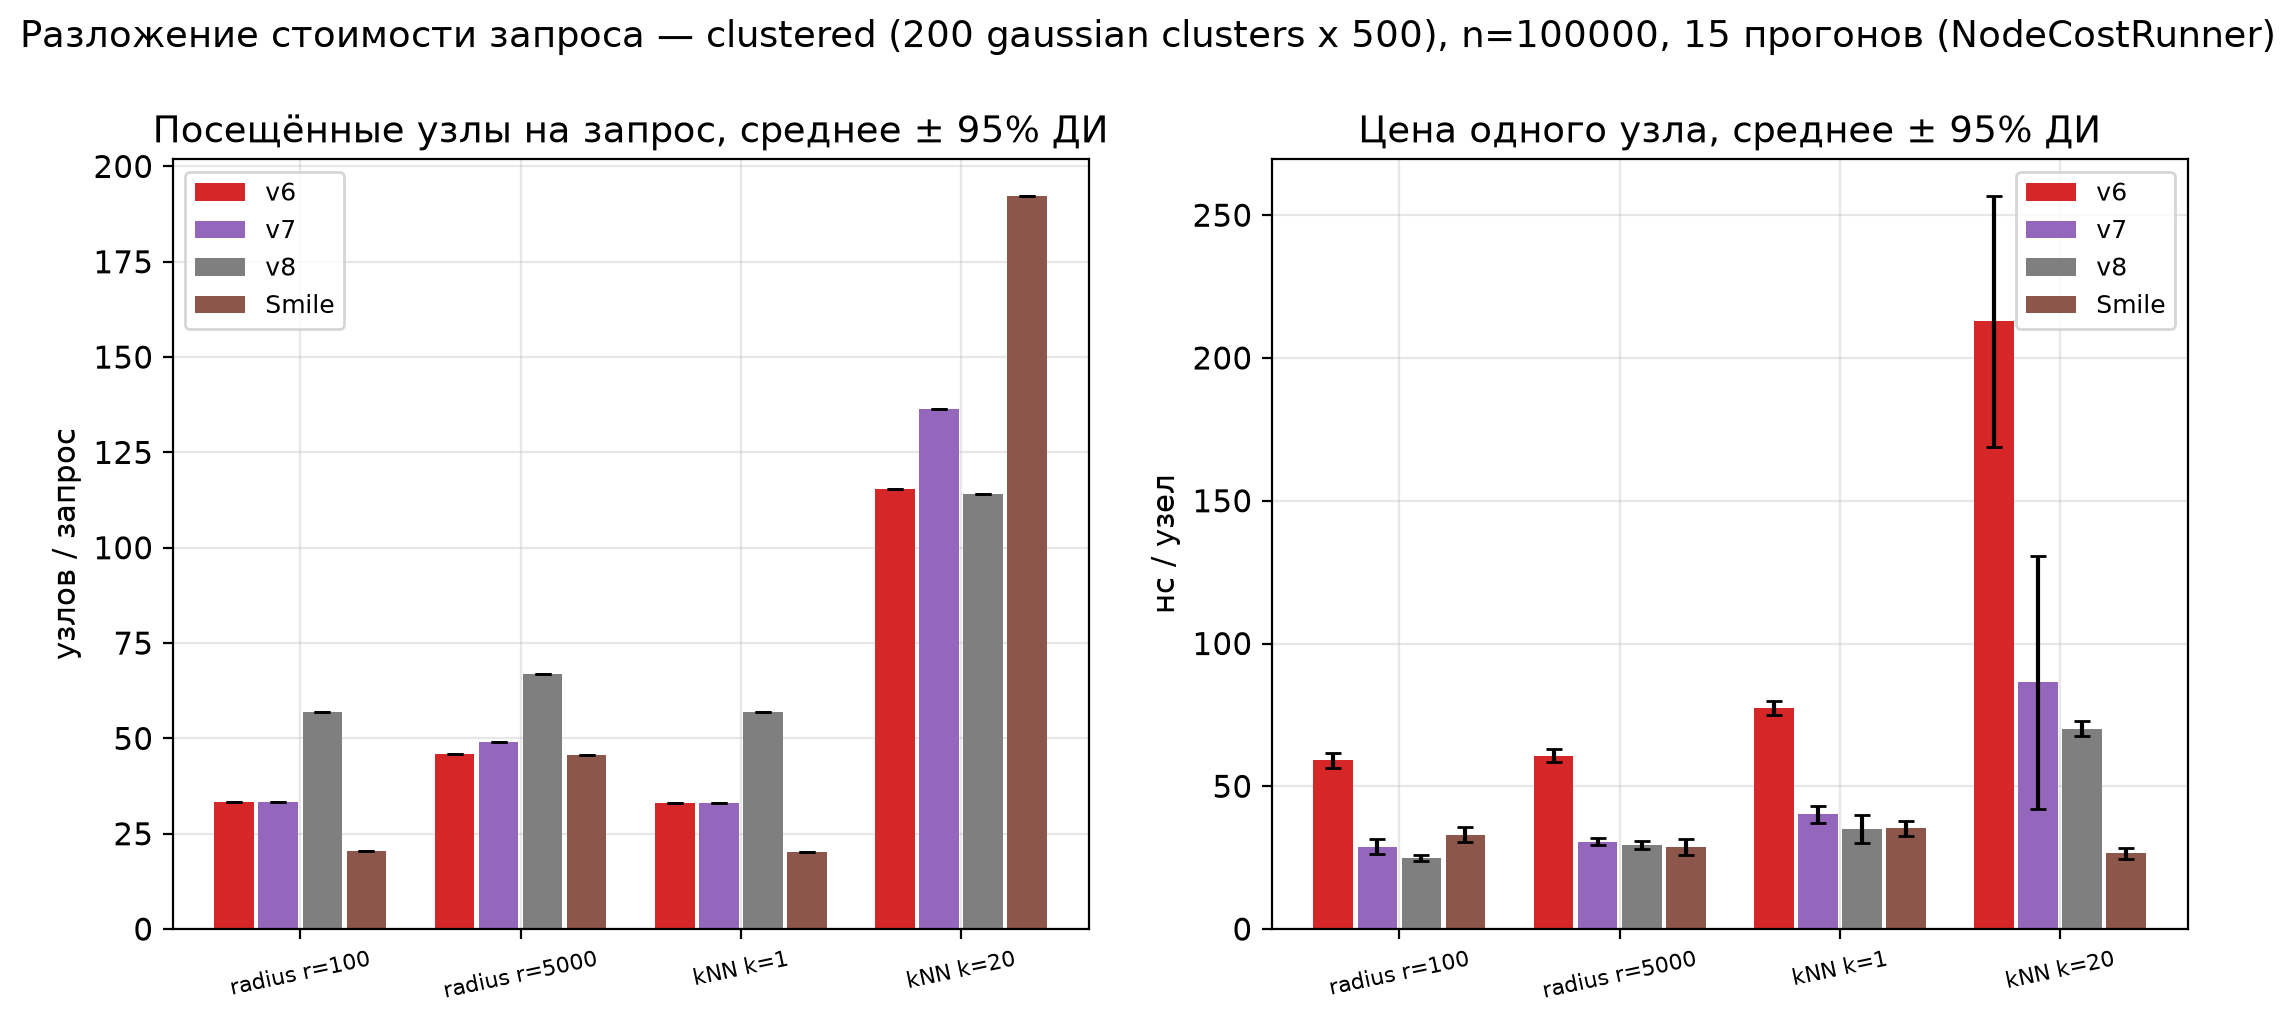 Разложение стоимости запроса — clustered (200 gaussian clusters x 500), n=100000, 15 прогонов (NodeCostRunner)
Посещённые узлы на запрос, среднее ± 95% ДИ
узлов / запрос
200
175
150
125
100
75
50
25
0
v6
v7
v8
Smile
radius r=100
radius r=5000
kNN k=1
kNN k=20
Цена одного узла, среднее ± 95% ДИ
нс / узел
250
200
150
100
50
0
v6
v7
v8
Smile
radius r=100
radius r=5000
kNN k=1
kNN k=20